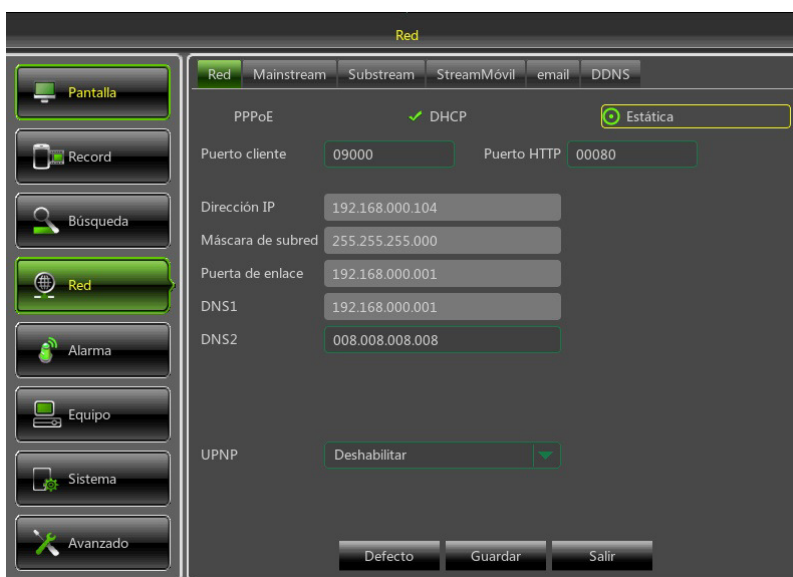 Red
Pantalla
Record
Búsqueda
Red
Alarma
Equipo
Sistema
Avanzado
Red Mainstream Substream StreamMóvil email DDNS
PPPoE DHCP Estática
Puerto cliente 09000 Puerto HTTP 00080
Dirección IP 192.168.000.104
Máscara de subred 255.255.255.000
Puerta de enlace 192.168.000.001
DNS1 192.168.000.001
DNS2 008.008.008.008
UPNP Deshabilitar
Defecto Guardar Salir